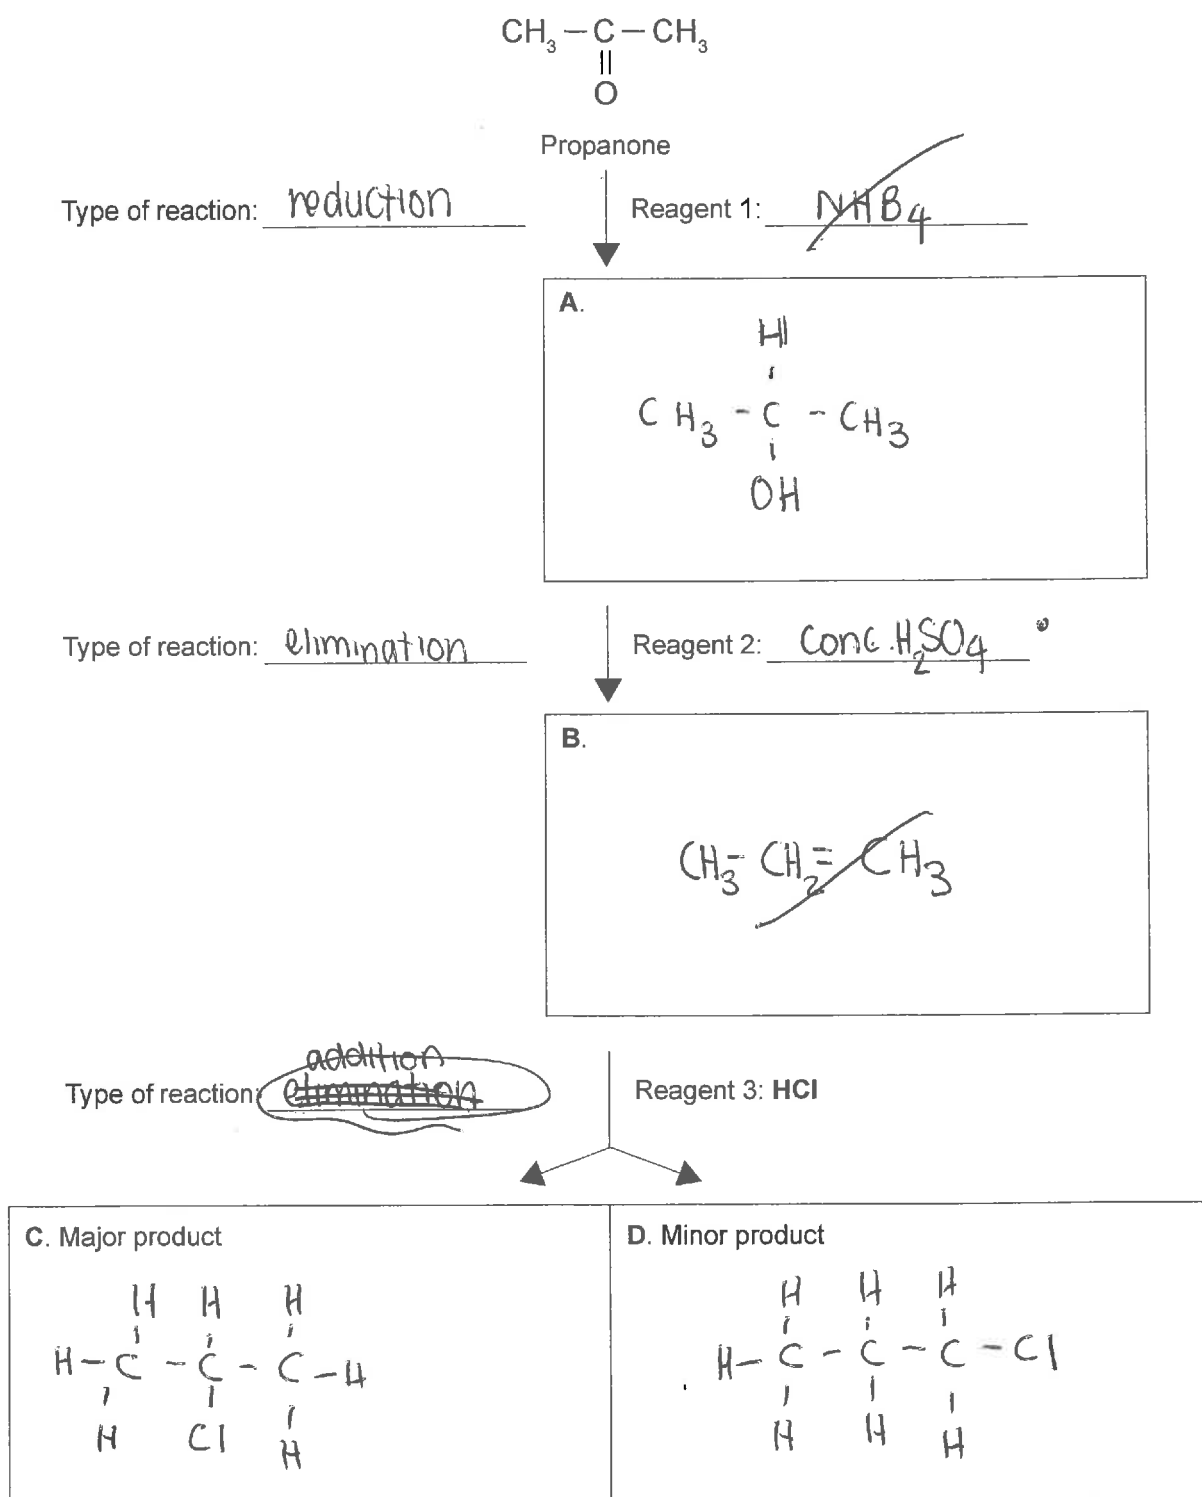 CH₃ – C – CH₃
||
O
Propanone
Type of reaction: reduction Reagent 1: NHB4
A.
H
CH3 - C - CH3
OH
Type of reaction: elimination Reagent 2: conc. H2SO4
B.
CH3 - CH2 = CH3
addition
Type of reaction: elimination Reagent 3: HCl
C. Major product
H H H
H - C - C - C - H
H Cl H
D. Minor product
H H H
H - C - C - C - Cl
H H H